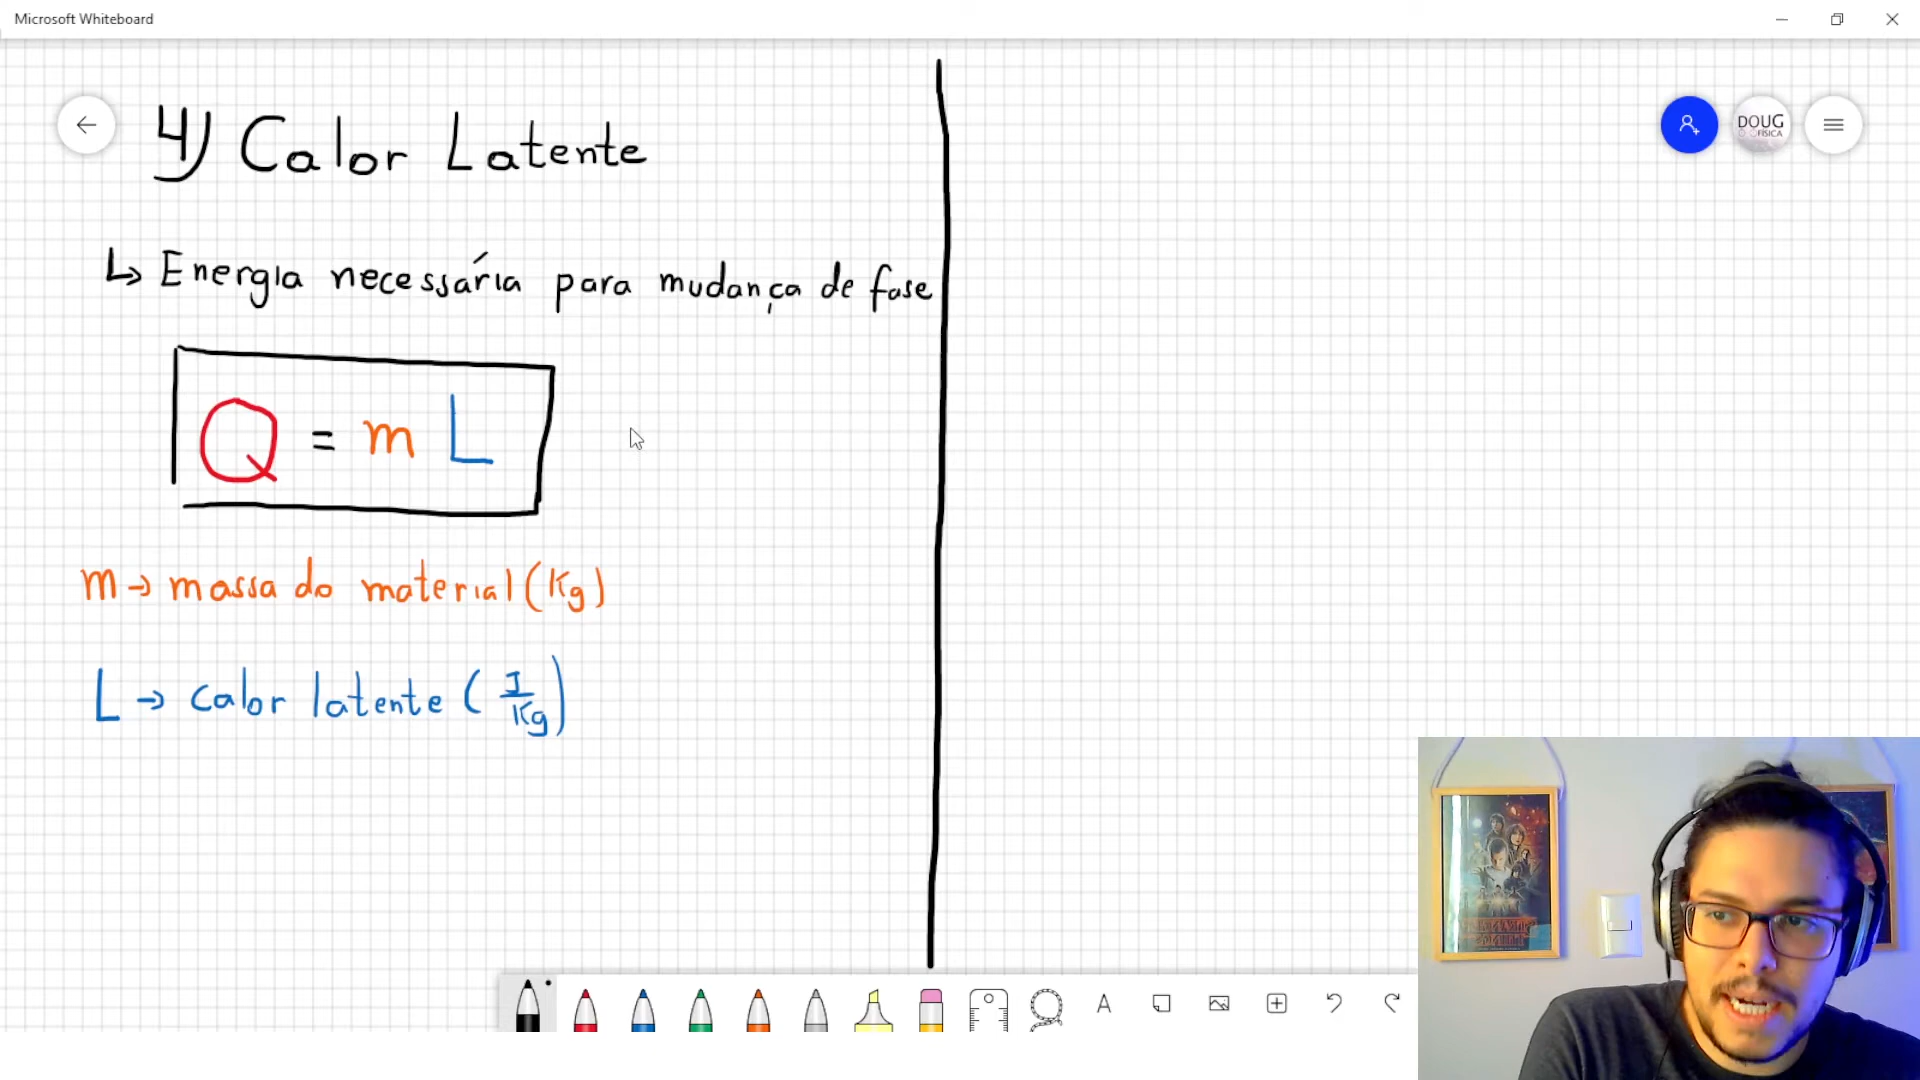 Microsoft Whiteboard
4) Calor Latente
DOUG
FÍSICA
↳ Energia necessária para mudança de fase
Q = m L
m → massa do material (Kg)
L → calor latente (J/Kg)
A